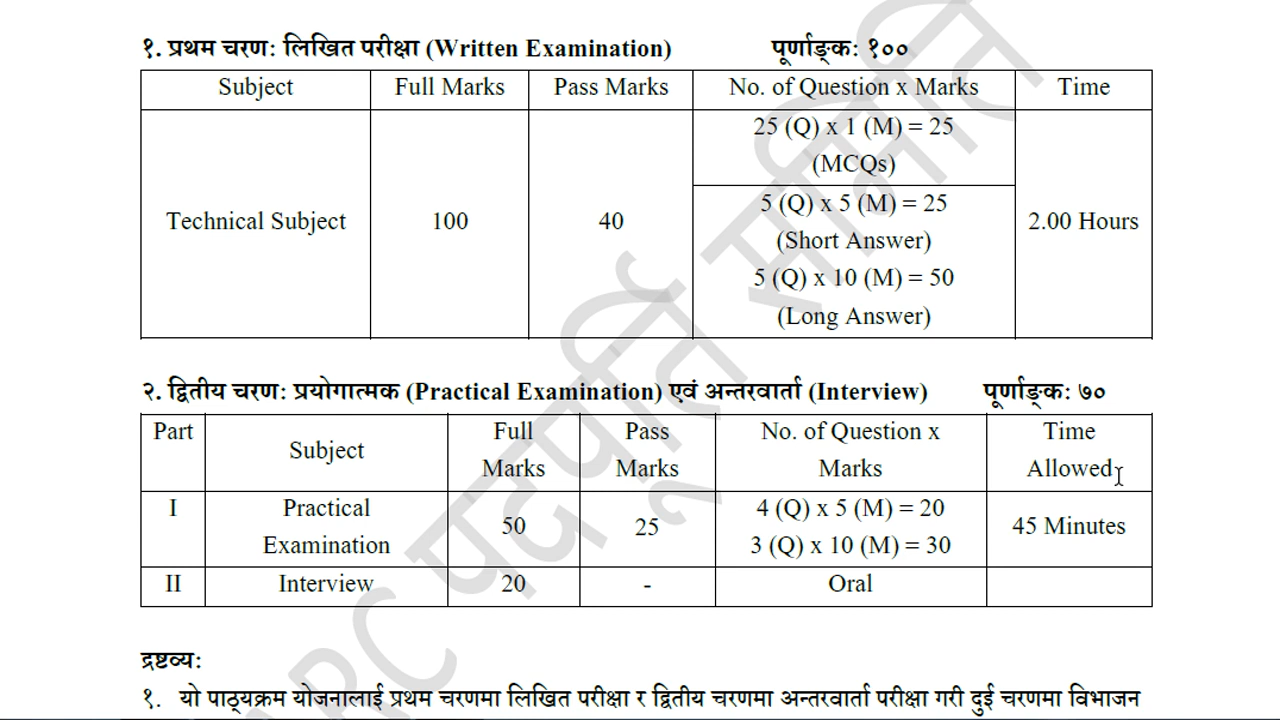 १. प्रथम चरण: लिखित परीक्षा (Written Examination) पूर्णाङ्क: १००
Subject Full Marks Pass Marks No. of Question x Marks Time
25 (Q) x 1 (M) = 25
(MCQs)
Technical Subject 100 40 2.00 Hours
5 (Q) x 5 (M) = 25
(Short Answer)
5 (Q) x 10 (M) = 50
(Long Answer)
२. द्वितीय चरण: प्रयोगात्मक (Practical Examination) एवं अन्तरवार्ता (Interview) पूर्णाङ्क: ७०
Part Subject Full Marks Pass Marks No. of Question x Marks Time Allowed
I Practical Examination 50 25 4 (Q) x 5 (M) = 20
3 (Q) x 10 (M) = 30 45 Minutes
II Interview 20 - Oral
द्रष्टव्य:
१. यो पाठ्यक्रम योजनालाई प्रथम चरणमा लिखित परीक्षा र द्वितीय चरणमा अन्तरवार्ता परीक्षा गरी दुई चरणमा विभाजन
ARC पदपूर्ति समिति